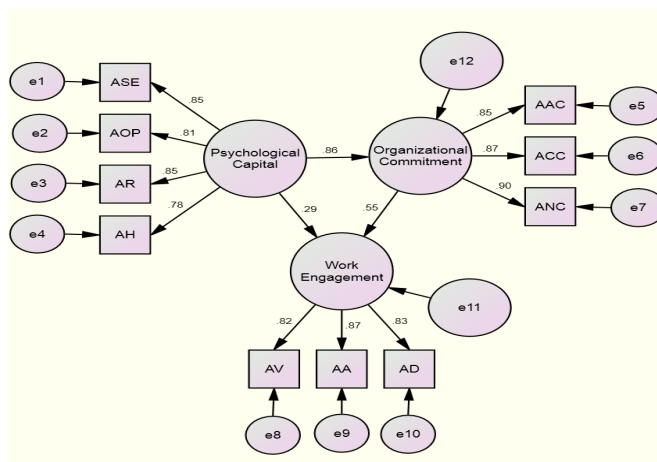 e12
e1
ASE
.85
AAC
e5
e2
AOP
.81
.85
Psychological
Capital
.86
Organizational
Commitment
.87
ACC
e6
e3
AR
.85
.90
ANC
e7
e4
AH
.78
.29
.55
Work
Engagement
e11
.82
.87
.83
AV
AA
AD
e8
e9
e10